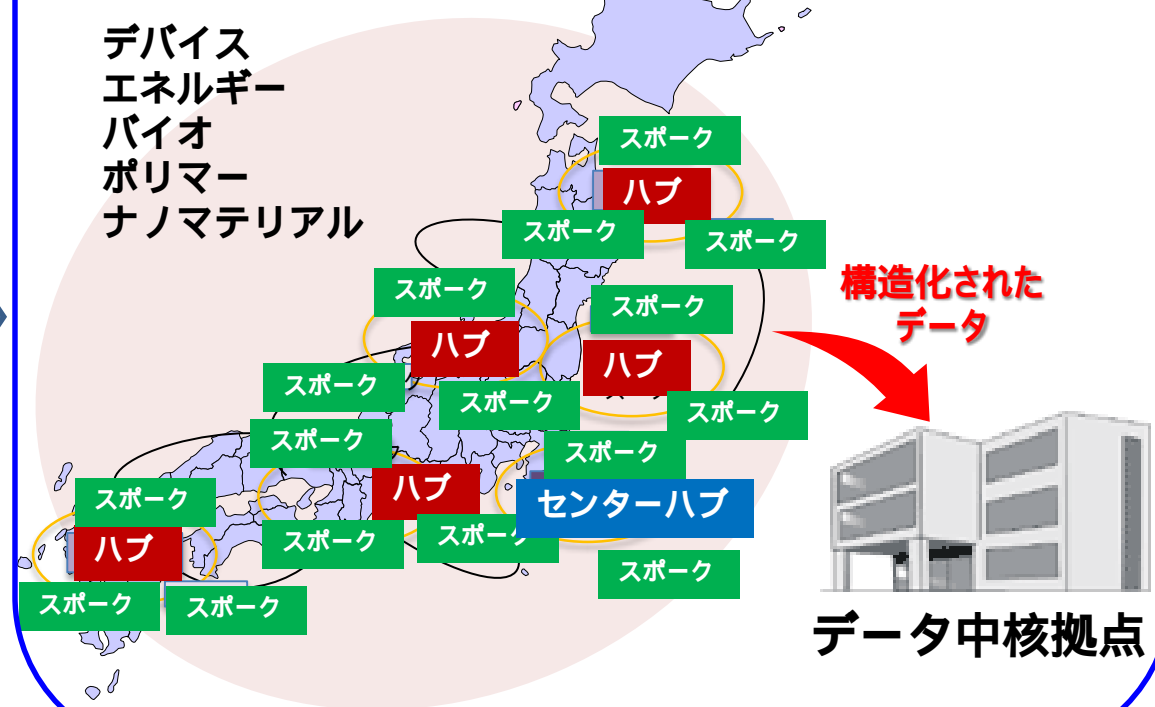 デバイス
エネルギー
バイオ
ポリマー
ナノマテリアル
スポーク
ハブ
スポーク
スポーク
構造化された
データ
スポーク
スポーク
ハブ
ハブ
スポーク
スポーク
スポーク
スポーク
スポーク
ハブ
センターハブ
スポーク
スポーク
スポーク
ハブ
スポーク
スポーク
スポーク
データ中核拠点